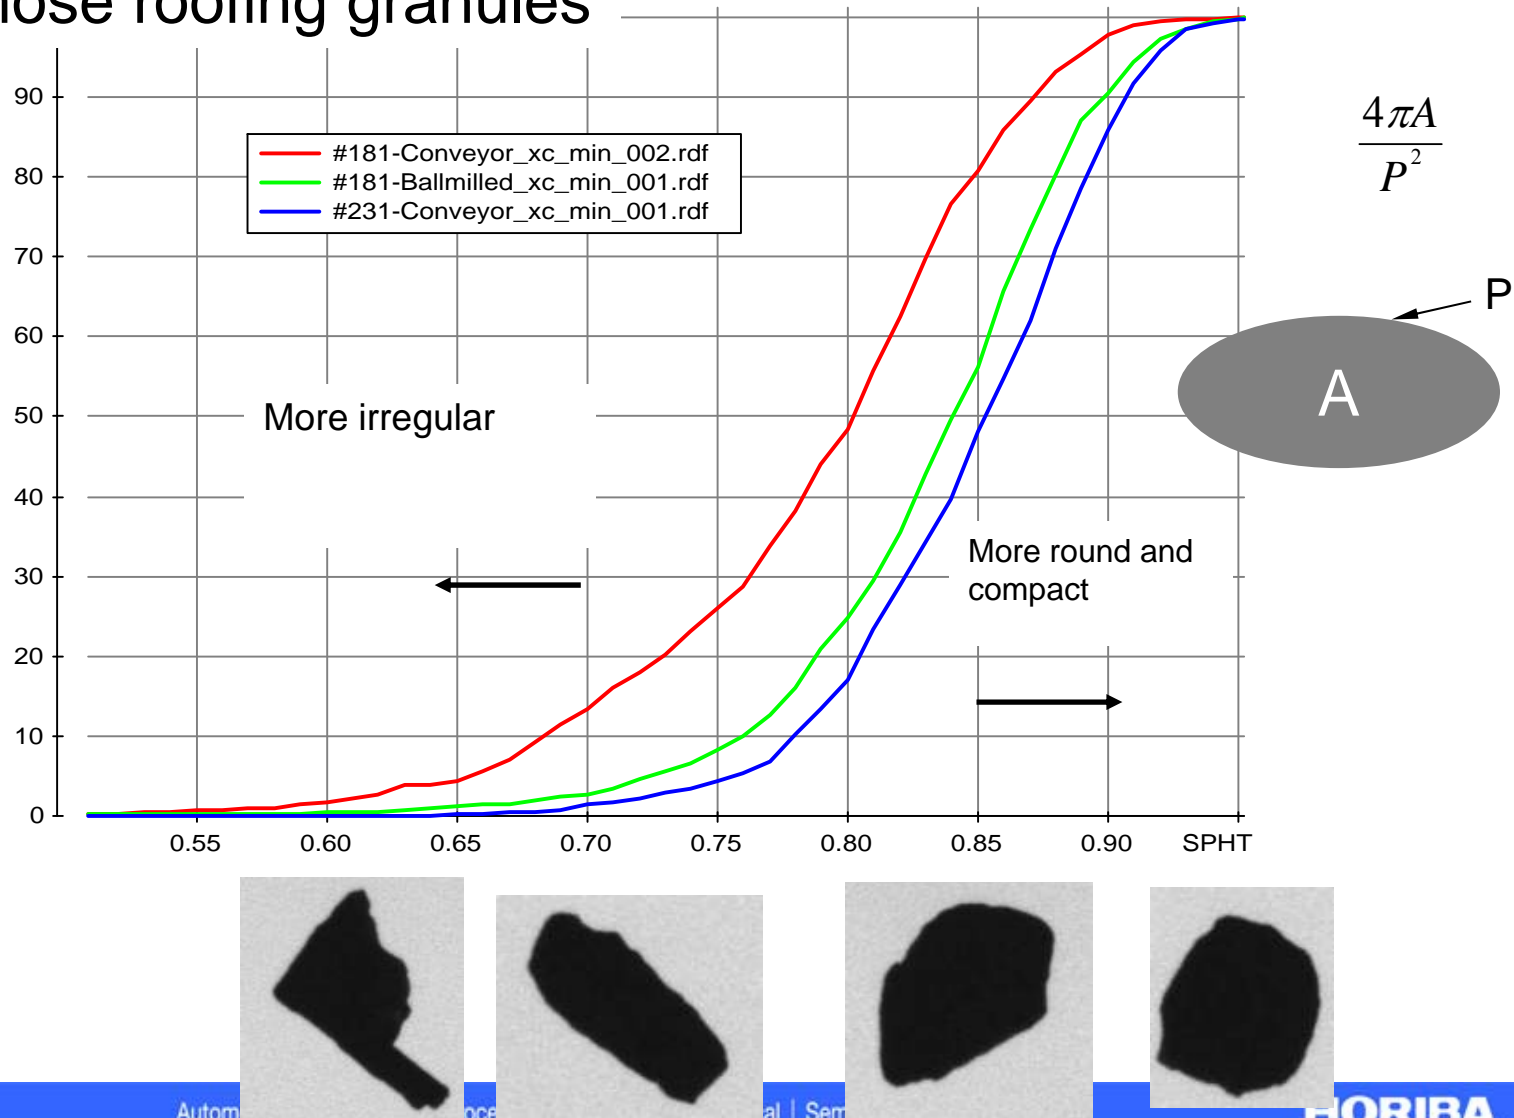 roofing granules
#181-Conveyor_xc_min_002.rdf
#181-Ballmilled_xc_min_001.rdf
#231-Conveyor_xc_min_001.rdf
4πA
P²
P
A
More irregular
More round and
compact
90
80
70
60
50
40
30
20
10
0
0.55 0.60 0.65 0.70 0.75 0.80 0.85 0.90 SPHT
HORIBA